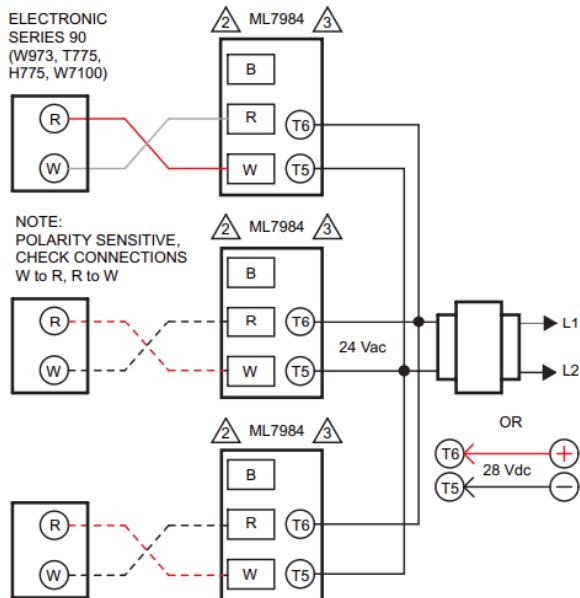 ELECTRONIC
SERIES 90
(W973, T775,
H775, W7100)
2 ML7984 3
B
R
R
T6
W
W
T5
NOTE:
POLARITY SENSITIVE,
CHECK CONNECTIONS
W to R, R to W
2 ML7984 3
B
R
R
T6
L1
24 Vac
W
W
T5
L2
2 ML7984 3
OR
B
T6
+
28 Vdc
T5
−
R
R
T6
W
W
T5